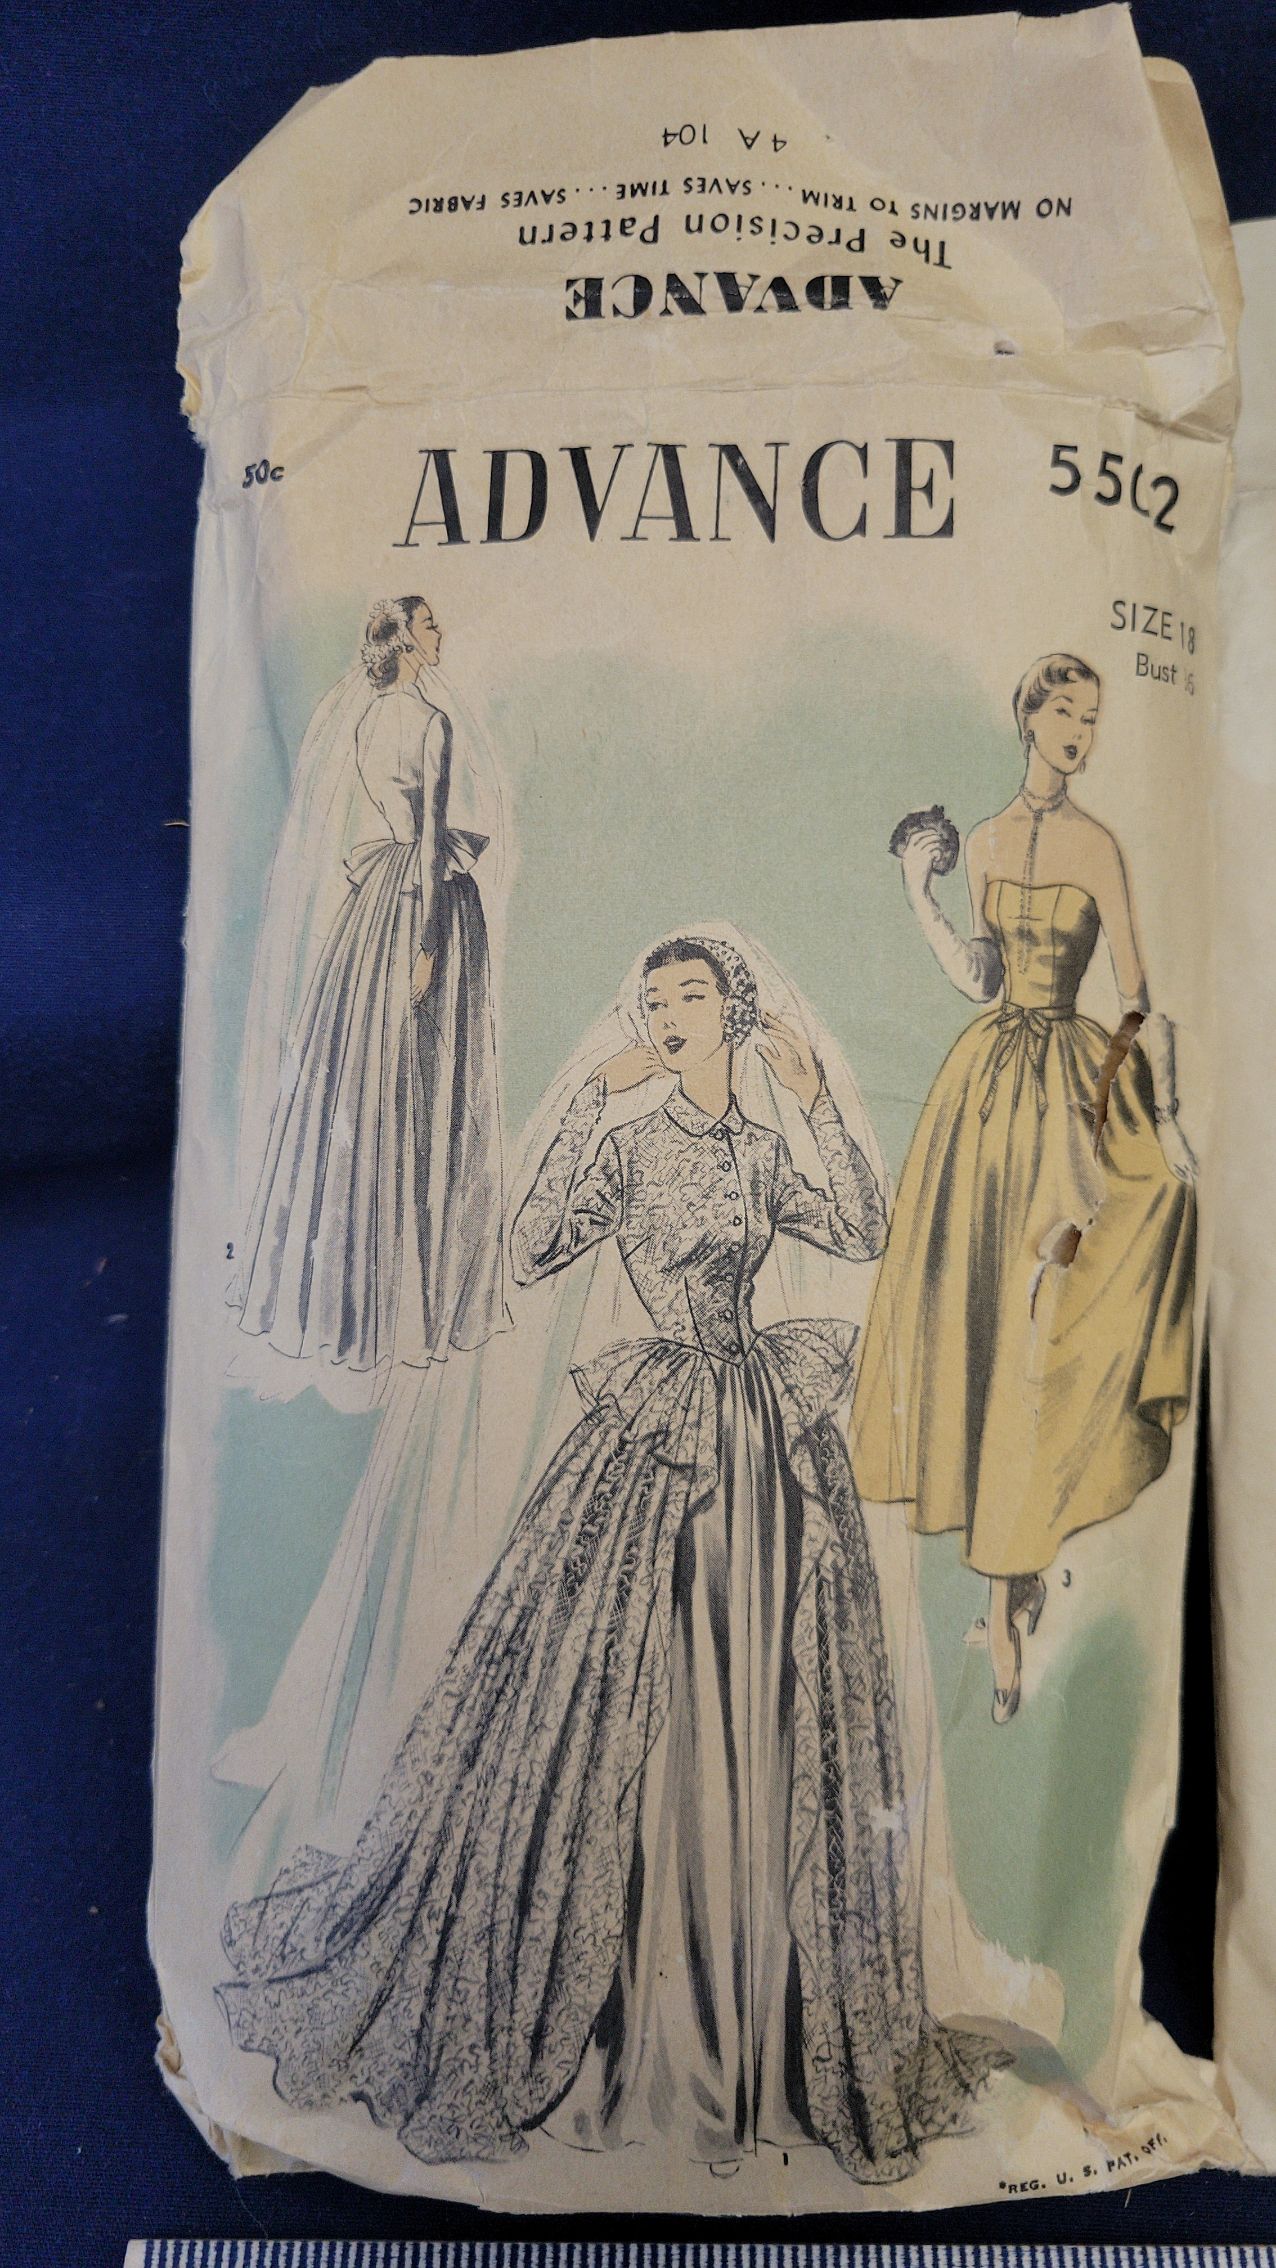 4 A 104
NO MARGINS TO TRIM...SAVES TIME...SAVES FABRIC
The Precision Pattern
ADVANCE
50c
ADVANCE
SIZE 18
Bust
2
3
1
*REG. U. S. PAT. OFF.